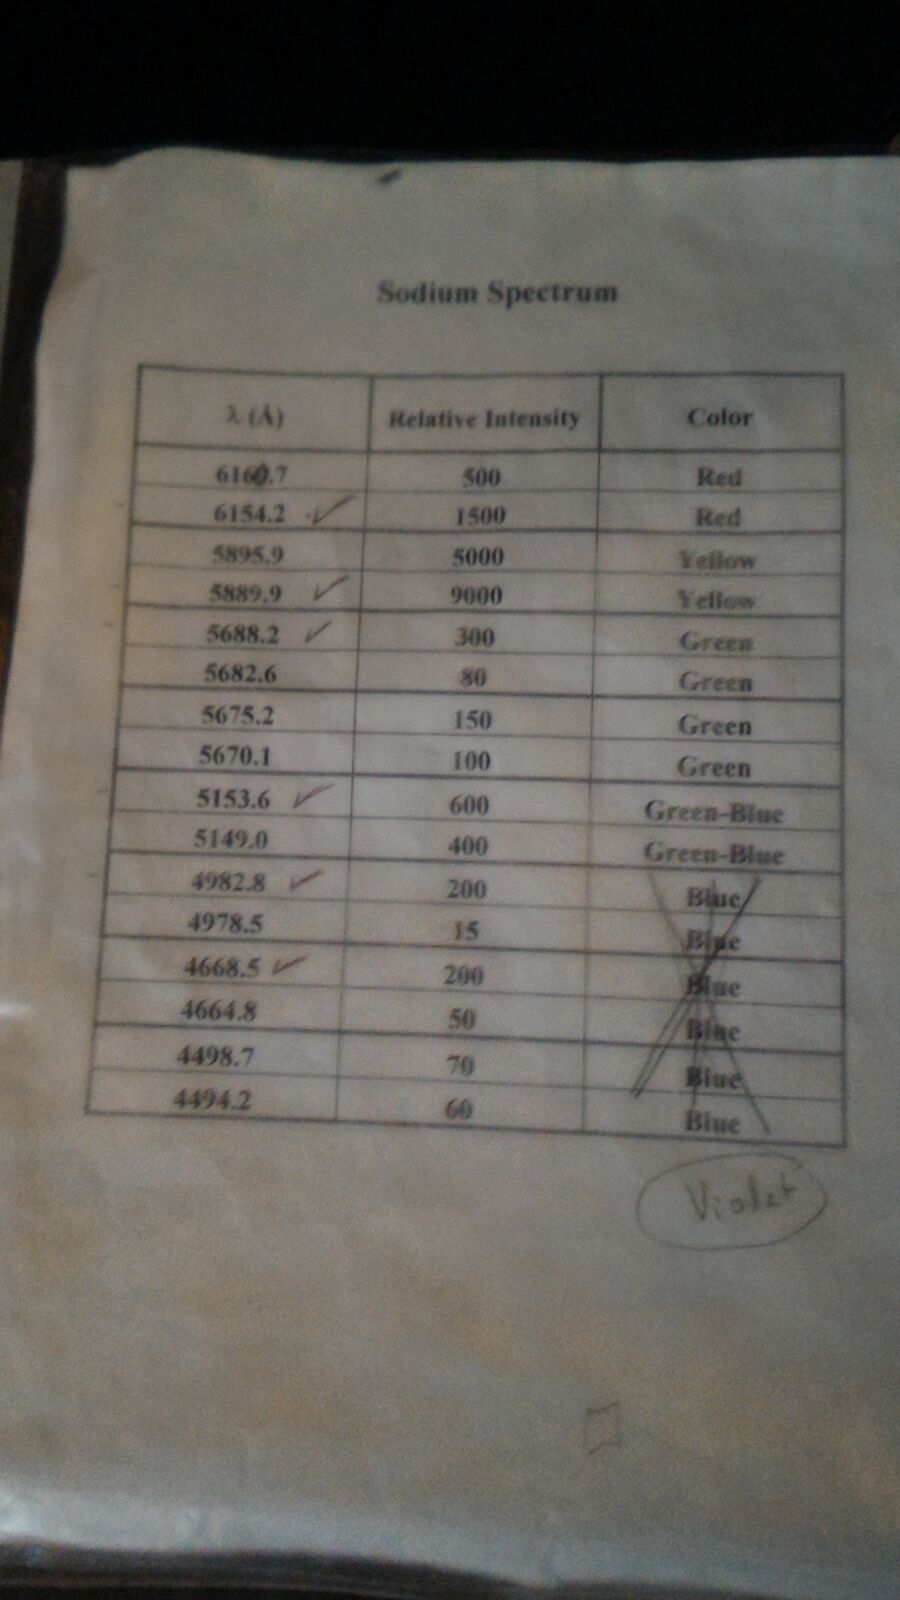 Sodium Spectrum
λ (Å) Relative Intensity Color
6160.7 500 Red
6154.2 ✓ 1500 Red
5895.9 5000 Yellow
5889.9 ✓ 9000 Yellow
5688.2 ✓ 300 Green
5682.6 80 Green
5675.2 150 Green
5670.1 100 Green
5153.6 ✓ 600 Green-Blue
5149.0 400 Green-Blue
4982.8 ✓ 200 Blue
4978.5 15 Blue
4668.5 ✓ 200 Blue
4664.8 50 Blue
4498.7 70 Blue
4494.2 60 Blue
Violet